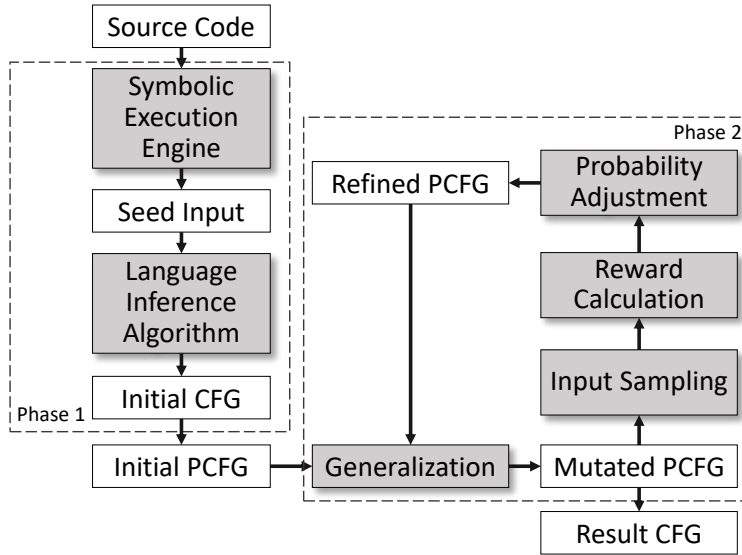 Source Code
Symbolic
Execution
Engine
Seed Input
Language
Inference
Algorithm
Initial CFG
Phase 1
Initial PCFG
Phase 2
Refined PCFG
Probability
Adjustment
Reward
Calculation
Input Sampling
Generalization
Mutated PCFG
Result CFG